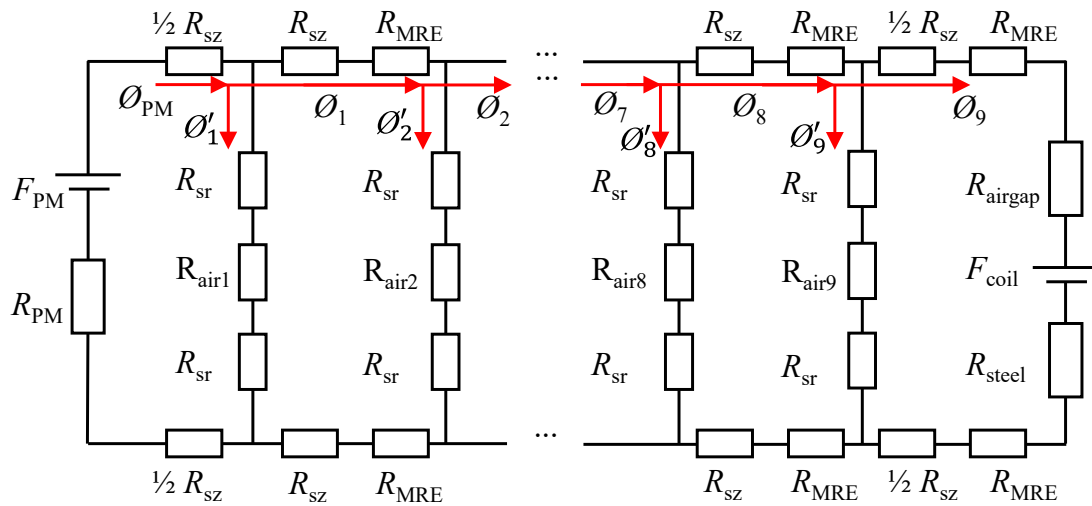 ½ R_sz R_sz R_MRE ... R_sz R_MRE ½ R_sz R_MRE
...
Ø_PM Ø_1 Ø_2 Ø_7 Ø_8 Ø_9
Ø′_1 Ø′_2 Ø′_8 Ø′_9
F_PM R_sr R_sr R_sr R_sr R_airgap
R_PM R_air1 R_air2 R_air8 R_air9 F_coil
R_sr R_sr R_sr R_sr R_steel
...
½ R_sz R_sz R_MRE R_sz R_MRE ½ R_sz R_MRE